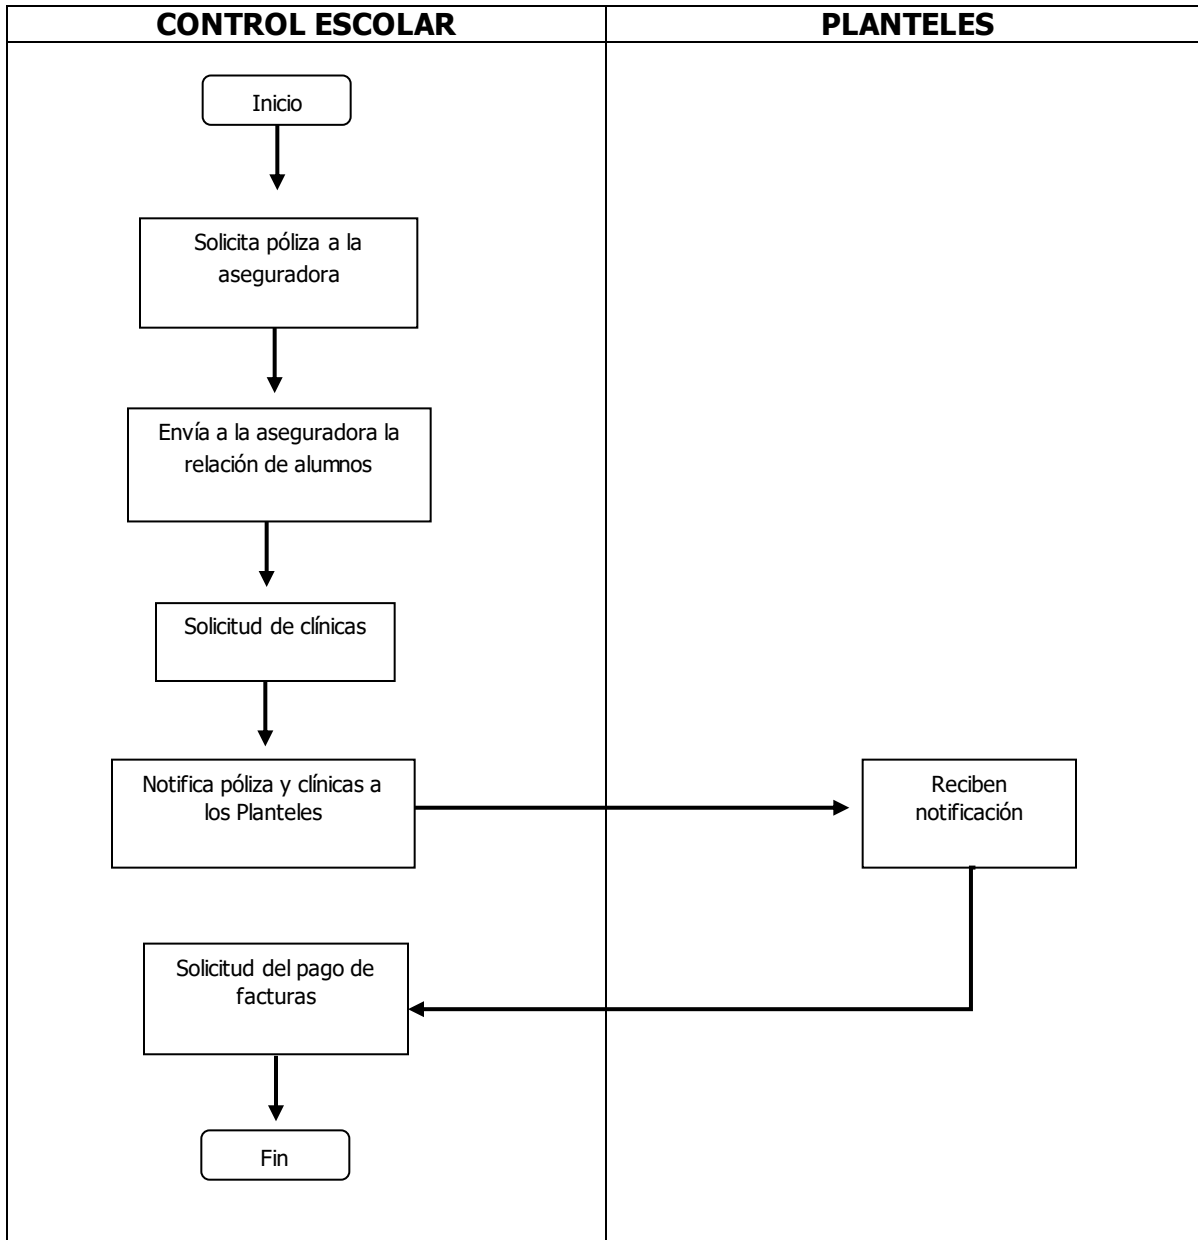 CONTROL ESCOLAR
PLANTELES
Inicio
Solicita póliza a la
aseguradora
Envía a la aseguradora la
relación de alumnos
Solicitud de clínicas
Notifica póliza y clínicas a
los Planteles
Reciben
notificación
Solicitud del pago de
facturas
Fin